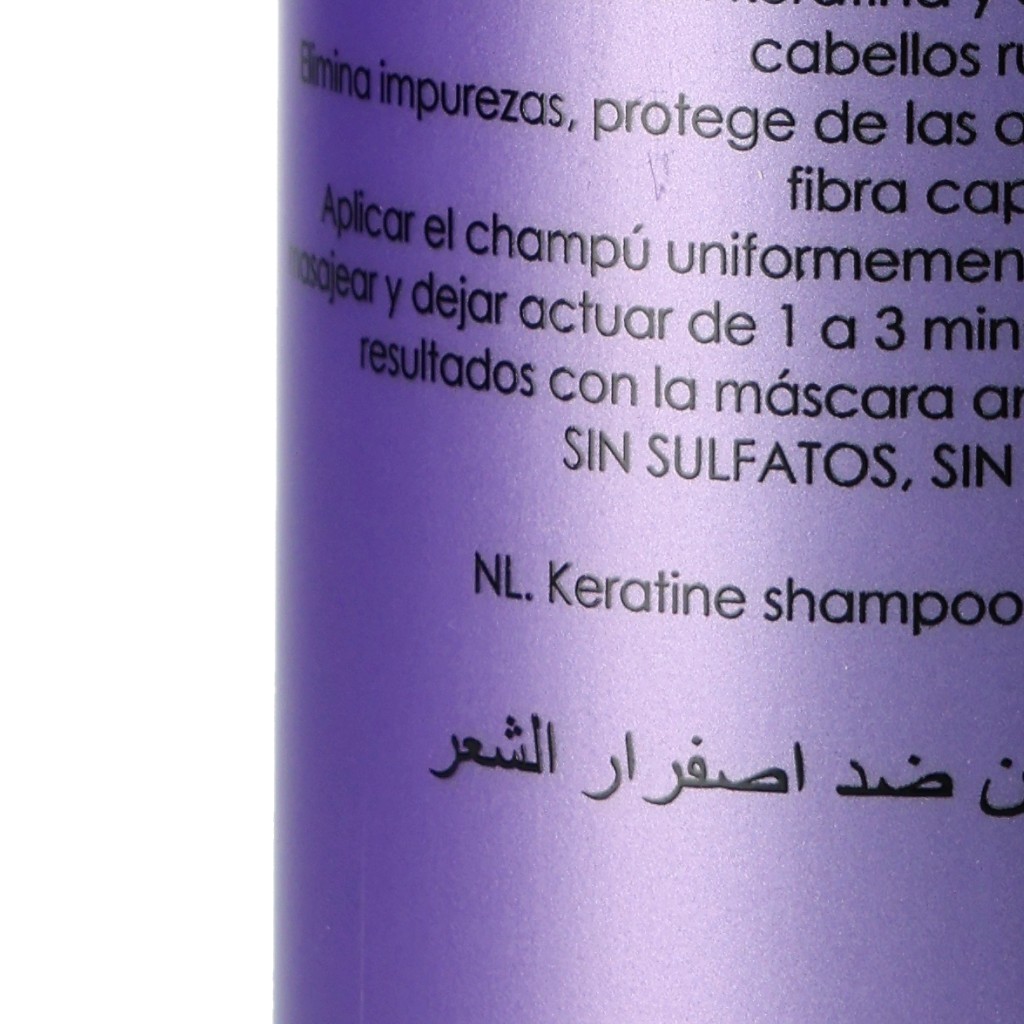 cabellos
Elimina impurezas, protege de las
fibra
Aplicar el champú
masajear y dejar actuar de 1 a 3
resultados con la máscara
SIN SULFATOS, SIN
NL. Keratine shampoo
ضد اصفرار الشعر